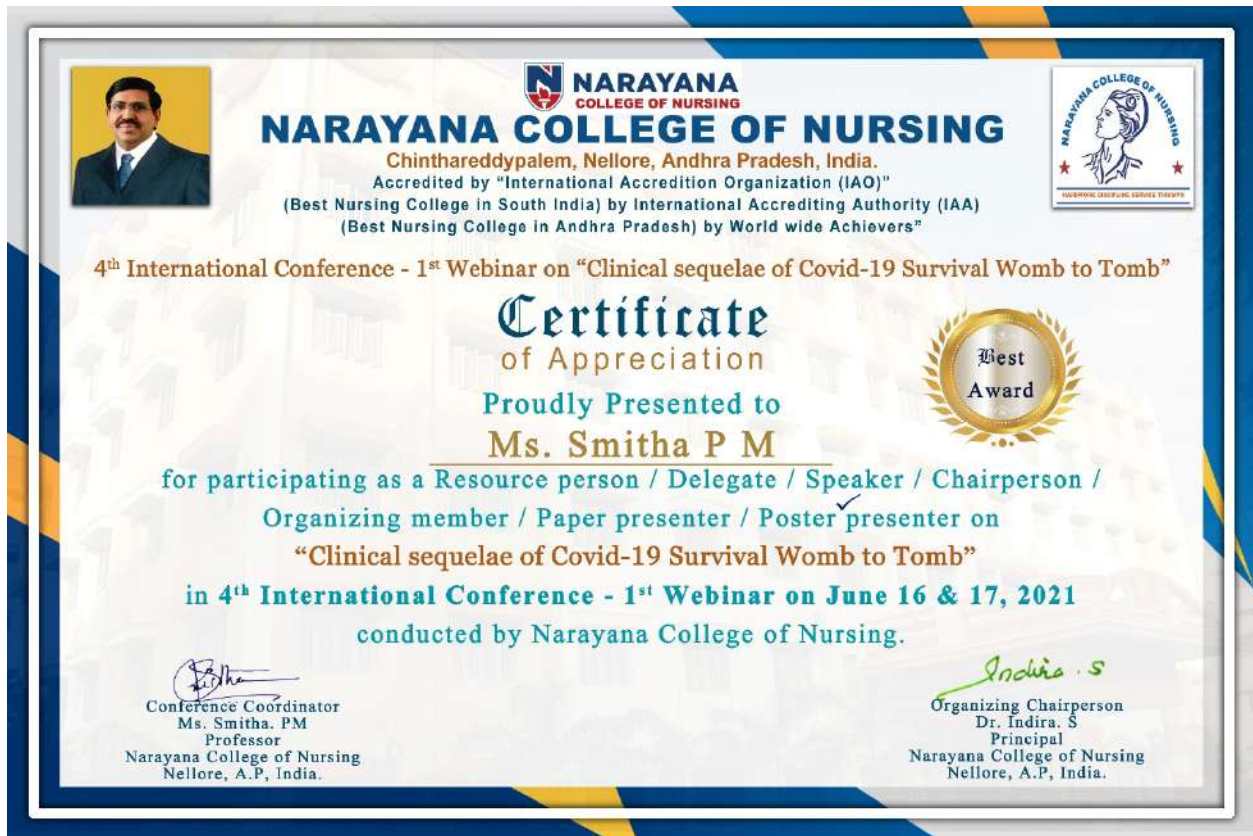 NARAYANA
COLLEGE OF NURSING
NARAYANA COLLEGE OF NURSING
Chinthareddypalem, Nellore, Andhra Pradesh, India.
Accredited by "International Accredition Organization (IAO)"
(Best Nursing College in South India) by International Accrediting Authority (IAA)
(Best Nursing College in Andhra Pradesh) by World wide Achievers"
NARAYANA COLLEGE OF NURSING
HARDWORK DISCIPLINE SERVICE TRIUMPH
4th International Conference - 1st Webinar on "Clinical sequelae of Covid-19 Survival Womb to Tomb"
Certificate
of Appreciation
Best
Award
Proudly Presented to
Ms. Smitha P M
for participating as a Resource person / Delegate / Speaker / Chairperson /
Organizing member / Paper presenter / Poster presenter on
"Clinical sequelae of Covid-19 Survival Womb to Tomb"
in 4th International Conference - 1st Webinar on June 16 & 17, 2021
conducted by Narayana College of Nursing.
Conference Coordinator
Ms. Smitha. PM
Professor
Narayana College of Nursing
Nellore, A.P, India.
Indira . S
Organizing Chairperson
Dr. Indira. S
Principal
Narayana College of Nursing
Nellore, A.P, India.